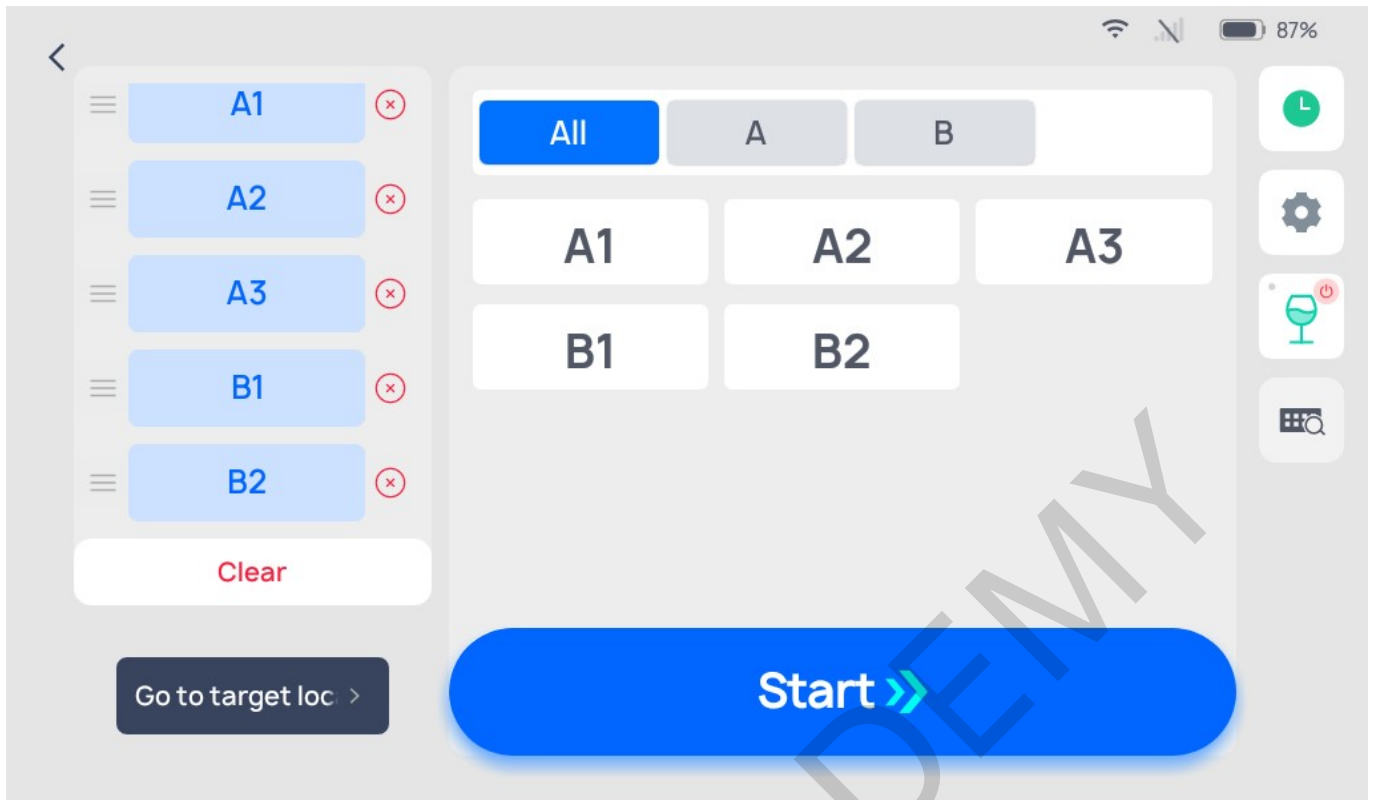 87%
A1
A2
A3
B1
B2
Clear
Go to target loc
All A B
A1 A2 A3
B1 B2
Start
DEMY